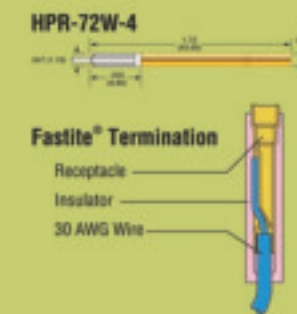 HPR-72W-4
Fastite® Termination
Receptacle
Insulator
30 AWG Wire